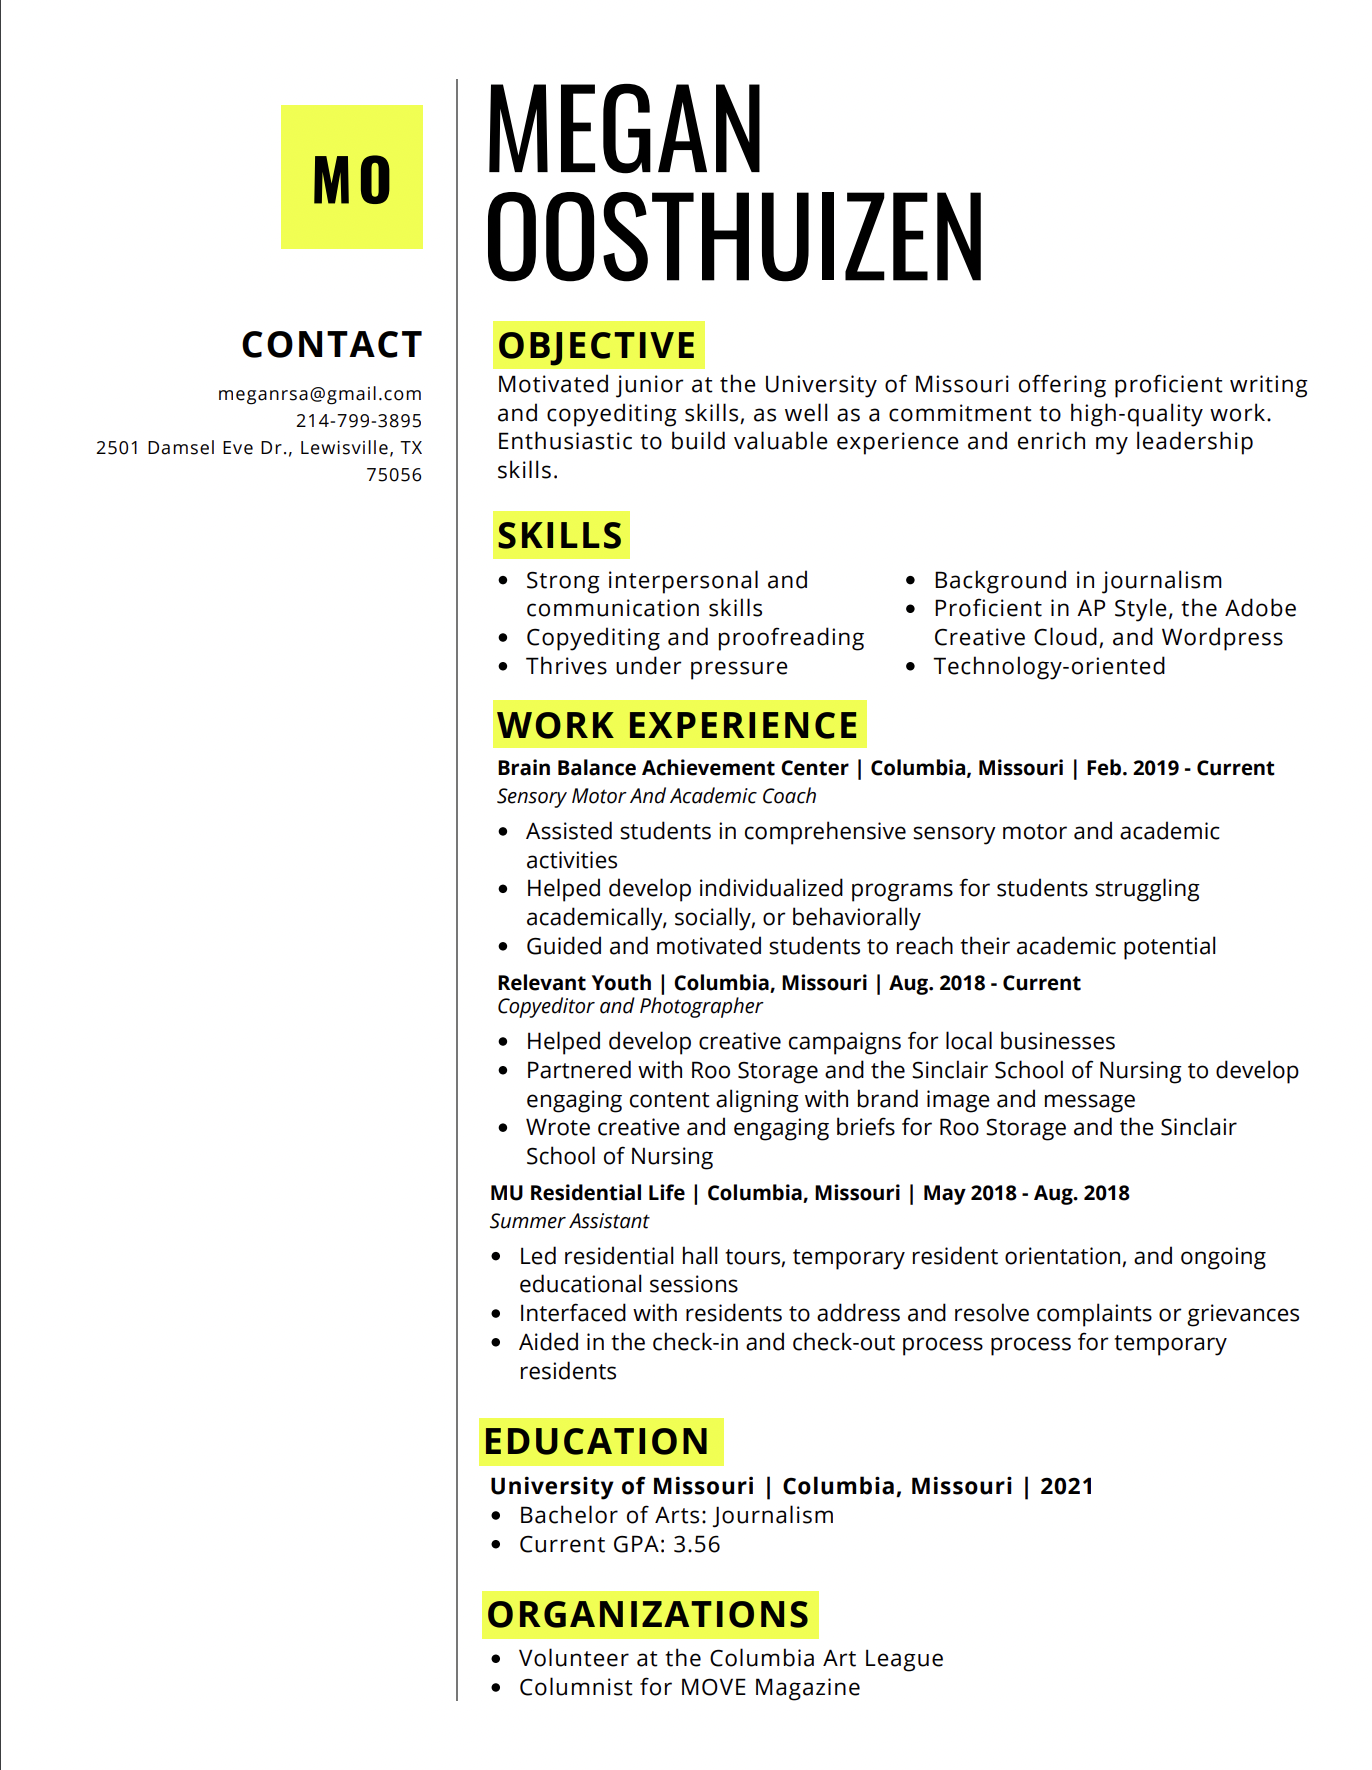 MO
CONTACT
meganrsa@gmail.com
214-799-3895
2501 Damsel Eve Dr., Lewisville, TX
75056
MEGAN
OOSTHUIZEN
OBJECTIVE
Motivated junior at the University of Missouri offering proficient writing
and copyediting skills, as well as a commitment to high-quality work.
Enthusiastic to build valuable experience and enrich my leadership
skills.
SKILLS
• Strong interpersonal and
communication skills
• Copyediting and proofreading
• Thrives under pressure
• Background in journalism
• Proficient in AP Style, the Adobe
Creative Cloud, and Wordpress
• Technology-oriented
WORK EXPERIENCE
Brain Balance Achievement Center | Columbia, Missouri | Feb. 2019 - Current
Sensory Motor And Academic Coach
• Assisted students in comprehensive sensory motor and academic
activities
• Helped develop individualized programs for students struggling
academically, socially, or behaviorally
• Guided and motivated students to reach their academic potential
Relevant Youth | Columbia, Missouri | Aug. 2018 - Current
Copyeditor and Photographer
• Helped develop creative campaigns for local businesses
• Partnered with Roo Storage and the Sinclair School of Nursing to develop
engaging content aligning with brand image and message
• Wrote creative and engaging briefs for Roo Storage and the Sinclair
School of Nursing
MU Residential Life | Columbia, Missouri | May 2018 - Aug. 2018
Summer Assistant
• Led residential hall tours, temporary resident orientation, and ongoing
educational sessions
• Interfaced with residents to address and resolve complaints or grievances
• Aided in the check-in and check-out process process for temporary
residents
EDUCATION
University of Missouri | Columbia, Missouri | 2021
• Bachelor of Arts: Journalism
• Current GPA: 3.56
ORGANIZATIONS
• Volunteer at the Columbia Art League
• Columnist for MOVE Magazine